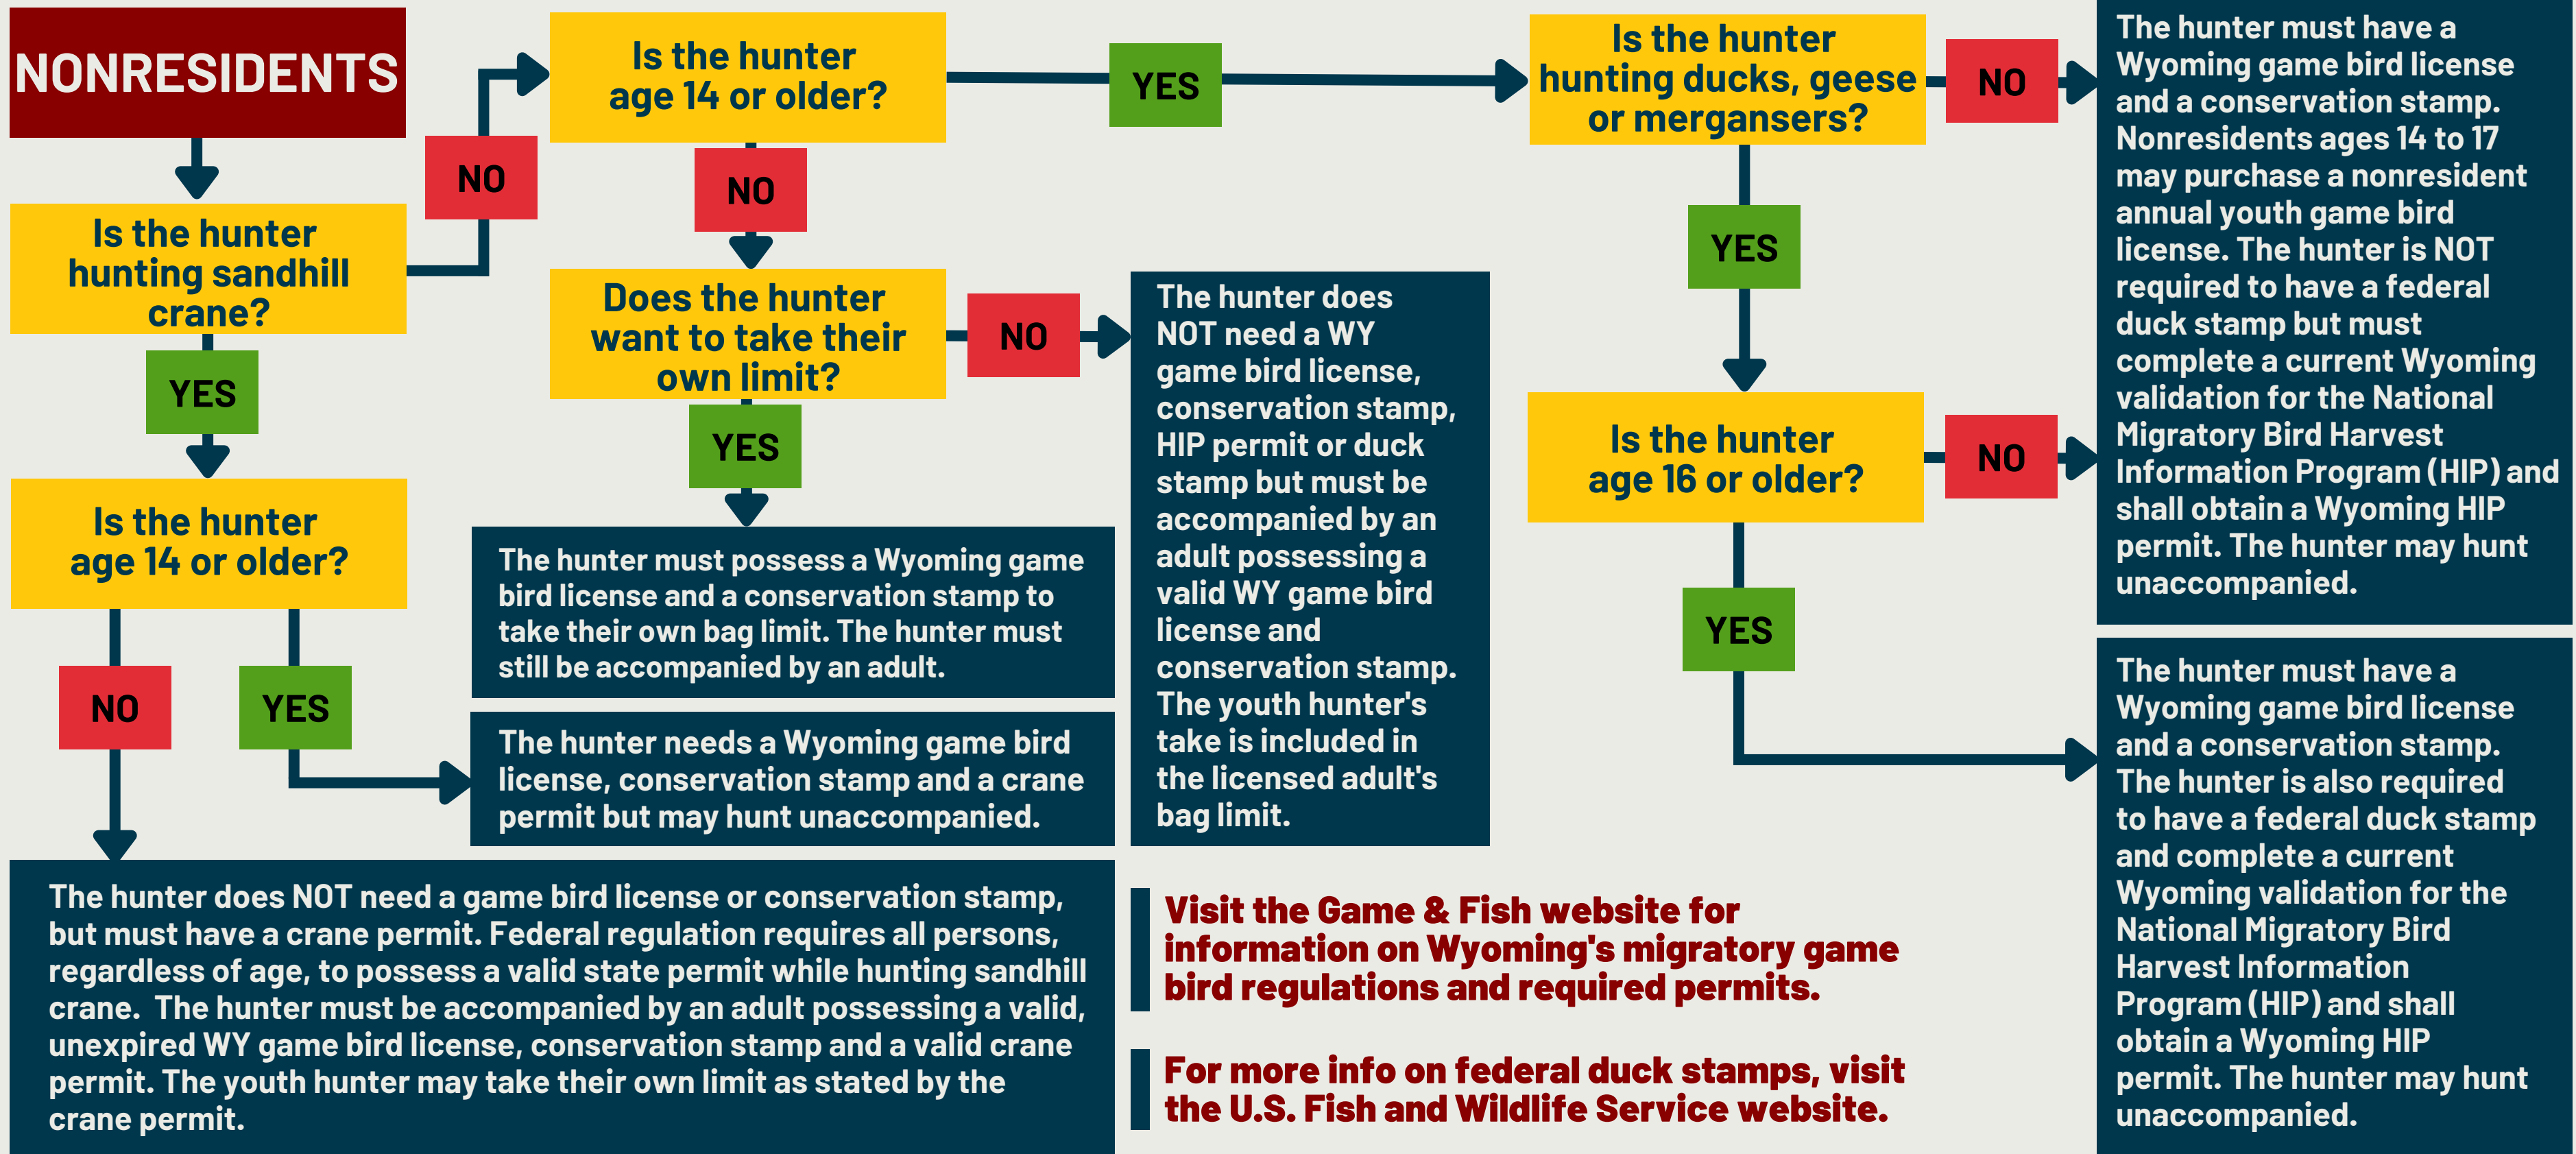 NONRESIDENTS
Is the hunter
hunting sandhill
crane?
YES
NO
Is the hunter
age 14 or older?
NO
YES
The hunter does NOT need a game bird license or conservation stamp,
but must have a crane permit. Federal regulation requires all persons,
regardless of age, to possess a valid state permit while hunting sandhill
crane. The hunter must be accompanied by an adult possessing a valid,
unexpired WY game bird license, conservation stamp and a valid crane
permit. The youth hunter may take their own limit as stated by the
crane permit.
The hunter needs a Wyoming game bird
license, conservation stamp and a crane
permit but may hunt unaccompanied.
Is the hunter
age 14 or older?
NO
YES
Does the hunter
want to take their
own limit?
YES
NO
The hunter must possess a Wyoming game
bird license and a conservation stamp to
take their own bag limit. The hunter must
still be accompanied by an adult.
The hunter does
NOT need a WY
game bird license,
conservation stamp,
HIP permit or duck
stamp but must be
accompanied by an
adult possessing a
valid WY game bird
license and
conservation stamp.
The youth hunter's
take is included in
the licensed adult's
bag limit.
Is the hunter
hunting ducks, geese
or mergansers?
NO
YES
Is the hunter
age 16 or older?
NO
YES
The hunter must have a
Wyoming game bird license
and a conservation stamp.
Nonresidents ages 14 to 17
may purchase a nonresident
annual youth game bird
license. The hunter is NOT
required to have a federal
duck stamp but must
complete a current Wyoming
validation for the National
Migratory Bird Harvest
Information Program (HIP) and
shall obtain a Wyoming HIP
permit. The hunter may hunt
unaccompanied.
The hunter must have a
Wyoming game bird license
and a conservation stamp.
The hunter is also required
to have a federal duck stamp
and complete a current
Wyoming validation for the
National Migratory Bird
Harvest Information
Program (HIP) and shall
obtain a Wyoming HIP
permit. The hunter may hunt
unaccompanied.
Visit the Game & Fish website for
information on Wyoming's migratory game
bird regulations and required permits.
For more info on federal duck stamps, visit
the U.S. Fish and Wildlife Service website.